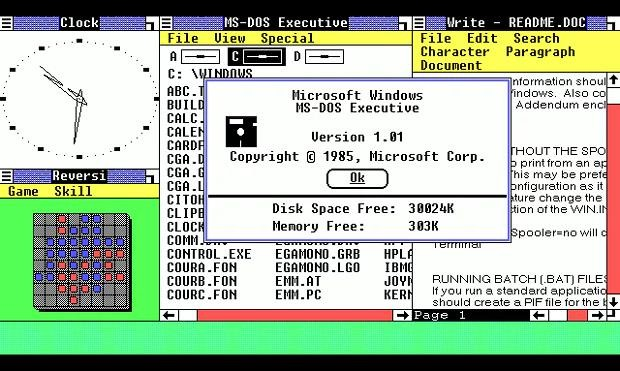 Clock
MS-DOS Executive
Write - README.DOC
File View Special
File Edit Search
Character Paragraph
Document
A C D
C: \WINDOWS
ABC.T
BUILD
CALC.
CALEN
CARDF
CGA.D
CGA.G
CGA.L
CITOH
CLIPB
CLOCK
COMM.
CONTROL.EXE EGAMONO.GRB HPLA
COURA.FON EGAMONO.LGO IBMG
COURB.FON EMM.AT JOYM
COURC.FON EMM.PC KERN
Microsoft Windows
MS-DOS Executive
Version 1.01
Copyright © 1985, Microsoft Corp.
Ok
Disk Space Free: 30024K
Memory Free: 303K
Reversi
Game Skill
nformation shoul
indows. Also co
Addendum encl
THOUT THE SPO
o print from an ap
This may be prefe
onfiguration as it
ature change the
ction of the WIN.IN
Spooler=no will c
Terminal
RUNNING BATCH (.BAT) FILES
If you run a standard applicatio
should create a PIF file for the b
Page 1